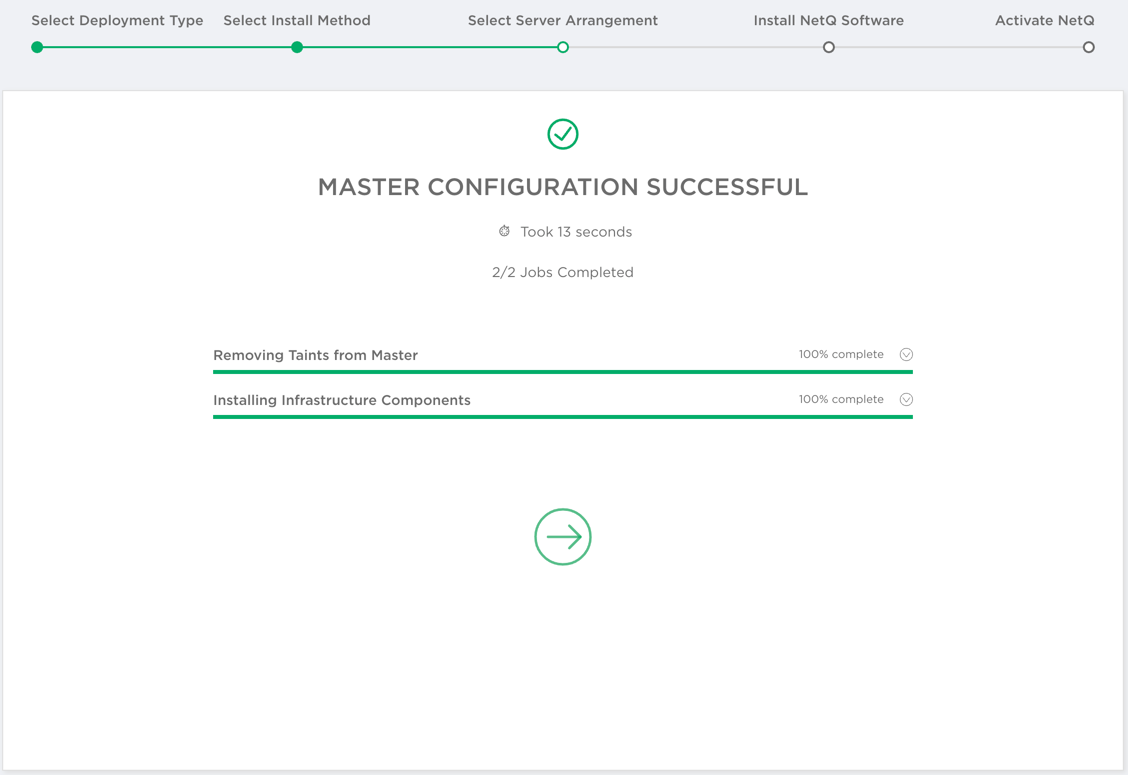 Select Deployment Type Select Install Method Select Server Arrangement Install NetQ Software Activate NetQ
MASTER CONFIGURATION SUCCESSFUL
Took 13 seconds
2/2 Jobs Completed
Removing Taints from Master 100% complete
Installing Infrastructure Components 100% complete